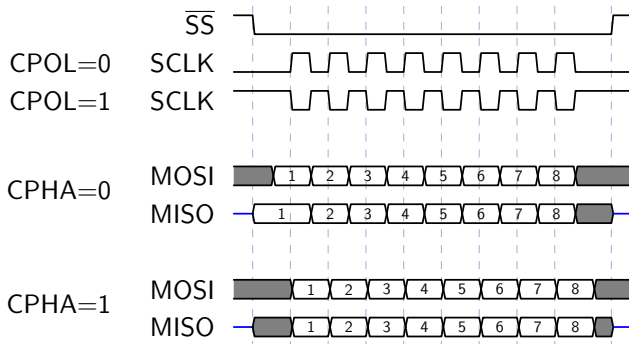 SS
CPOL=0 SCLK
CPOL=1 SCLK
CPHA=0
MOSI 1 2 3 4 5 6 7 8
MISO 1 2 3 4 5 6 7 8
CPHA=1
MOSI 1 2 3 4 5 6 7 8
MISO 1 2 3 4 5 6 7 8